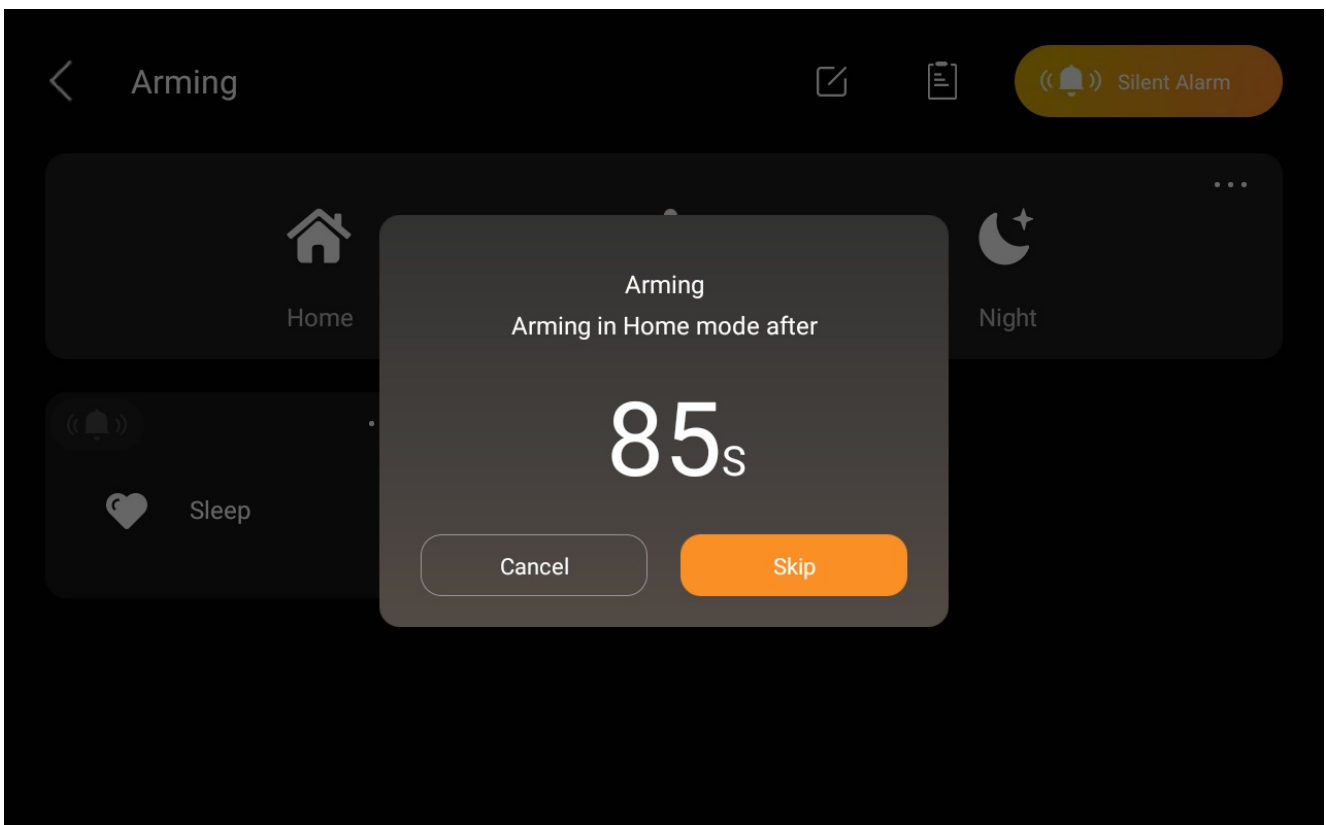 Arming
Silent Alarm
Home
Night
Arming
Arming in Home mode after
85s
Sleep
Cancel
Skip